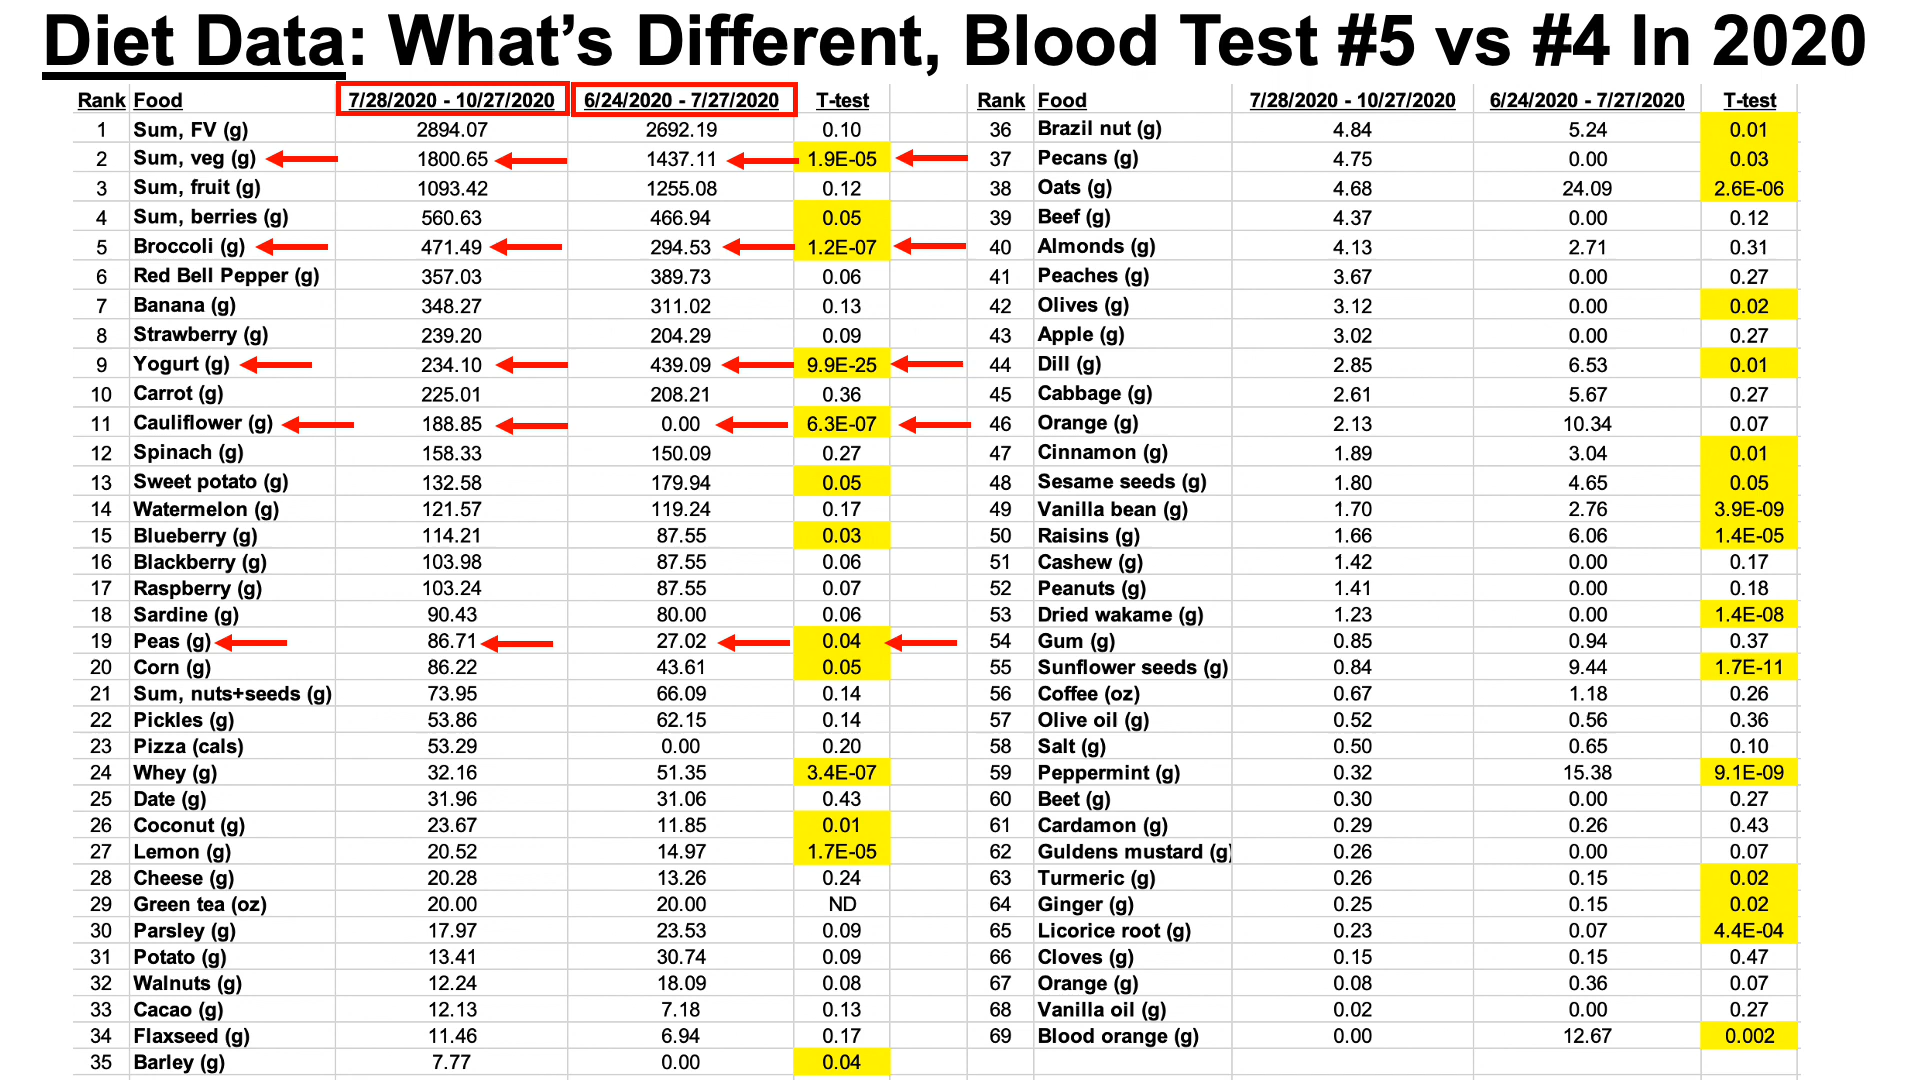 Diet Data: What's Different, Blood Test #5 vs #4 In 2020
Rank Food 7/28/2020 - 10/27/2020 6/24/2020 - 7/27/2020 T-test Rank Food 7/28/2020 - 10/27/2020 6/24/2020 - 7/27/2020 T-test
1 Sum, FV (g) 2894.07 2692.19 0.10 36 Brazil nut (g) 4.84 5.24 0.01
2 Sum, veg (g) 1800.65 1437.11 1.9E-05 37 Pecans (g) 4.75 0.00 0.03
3 Sum, fruit (g) 1093.42 1255.08 0.12 38 Oats (g) 4.68 24.09 2.6E-06
4 Sum, berries (g) 560.63 466.94 0.05 39 Beef (g) 4.37 0.00 0.12
5 Broccoli (g) 471.49 294.53 1.2E-07 40 Almonds (g) 4.13 2.71 0.31
6 Red Bell Pepper (g) 357.03 389.73 0.06 41 Peaches (g) 3.67 0.00 0.27
7 Banana (g) 348.27 311.02 0.13 42 Olives (g) 3.12 0.00 0.02
8 Strawberry (g) 239.20 204.29 0.09 43 Apple (g) 3.02 0.00 0.27
9 Yogurt (g) 234.10 439.09 9.9E-25 44 Dill (g) 2.85 6.53 0.01
10 Carrot (g) 225.01 208.21 0.36 45 Cabbage (g) 2.61 5.67 0.27
11 Cauliflower (g) 188.85 0.00 6.3E-07 46 Orange (g) 2.13 10.34 0.07
12 Spinach (g) 158.33 150.09 0.27 47 Cinnamon (g) 1.89 3.04 0.01
13 Sweet potato (g) 132.58 179.94 0.05 48 Sesame seeds (g) 1.80 4.65 0.05
14 Watermelon (g) 121.57 119.24 0.17 49 Vanilla bean (g) 1.70 2.76 3.9E-09
15 Blueberry (g) 114.21 87.55 0.03 50 Raisins (g) 1.66 6.06 1.4E-05
16 Blackberry (g) 103.98 87.55 0.06 51 Cashew (g) 1.42 0.00 0.17
17 Raspberry (g) 103.24 87.55 0.07 52 Peanuts (g) 1.41 0.00 0.18
18 Sardine (g) 90.43 80.00 0.06 53 Dried wakame (g) 1.23 0.00 1.4E-08
19 Peas (g) 86.71 27.02 0.04 54 Gum (g) 0.85 0.94 0.37
20 Corn (g) 86.22 43.61 0.05 55 Sunflower seeds (g) 0.84 9.44 1.7E-11
21 Sum, nuts+seeds (g) 73.95 66.09 0.14 56 Coffee (oz) 0.67 1.18 0.26
22 Pickles (g) 53.86 62.15 0.14 57 Olive oil (g) 0.52 0.56 0.36
23 Pizza (cals) 53.29 0.00 0.20 58 Salt (g) 0.50 0.65 0.10
24 Whey (g) 32.16 51.35 3.4E-07 59 Peppermint (g) 0.32 15.38 9.1E-09
25 Date (g) 31.96 31.06 0.43 60 Beet (g) 0.30 0.00 0.27
26 Coconut (g) 23.67 11.85 0.01 61 Cardamon (g) 0.29 0.26 0.43
27 Lemon (g) 20.52 14.97 1.7E-05 62 Guldens mustard (g) 0.26 0.00 0.07
28 Cheese (g) 20.28 13.26 0.24 63 Turmeric (g) 0.26 0.15 0.02
29 Green tea (oz) 20.00 20.00 ND 64 Ginger (g) 0.25 0.15 0.02
30 Parsley (g) 17.97 23.53 0.09 65 Licorice root (g) 0.23 0.07 4.4E-04
31 Potato (g) 13.41 30.74 0.09 66 Cloves (g) 0.15 0.15 0.47
32 Walnuts (g) 12.24 18.09 0.08 67 Orange (g) 0.08 0.36 0.07
33 Cacao (g) 12.13 7.18 0.13 68 Vanilla oil (g) 0.02 0.00 0.27
34 Flaxseed (g) 11.46 6.94 0.17 69 Blood orange (g) 0.00 12.67 0.002
35 Barley (g) 7.77 0.00 0.04